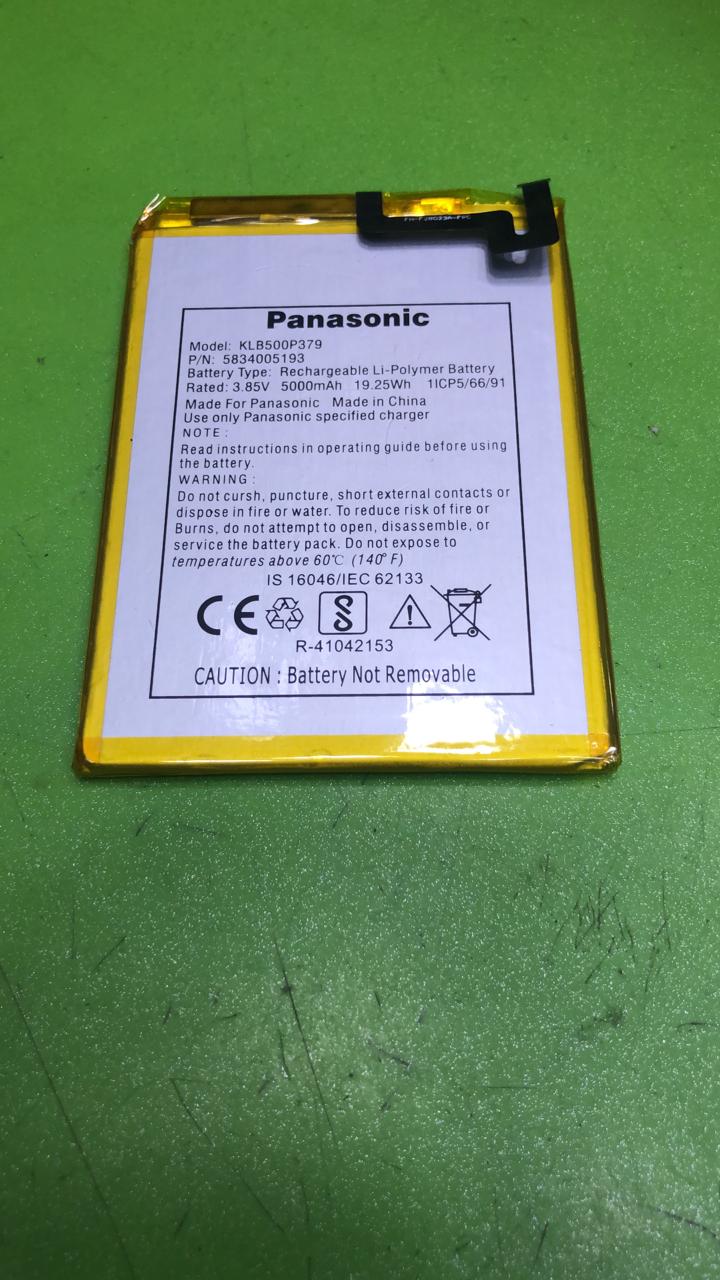 FH-F28023A-FPC
Panasonic
Model: KLB500P379
P/N: 5834005193
Battery Type: Rechargeable Li-Polymer Battery
Rated: 3.85V 5000mAh 19.25Wh 1ICP5/66/91
Made For Panasonic Made in China
Use only Panasonic specified charger
NOTE:
Read instructions in operating guide before using
the battery.
WARNING:
Do not cursh, puncture, short external contacts or
dispose in fire or water. To reduce risk of fire or
Burns, do not attempt to open, disassemble, or
service the battery pack. Do not expose to
temperatures above 60℃ (140°F)
IS 16046/IEC 62133
CE
R-41042153
CAUTION : Battery Not Removable